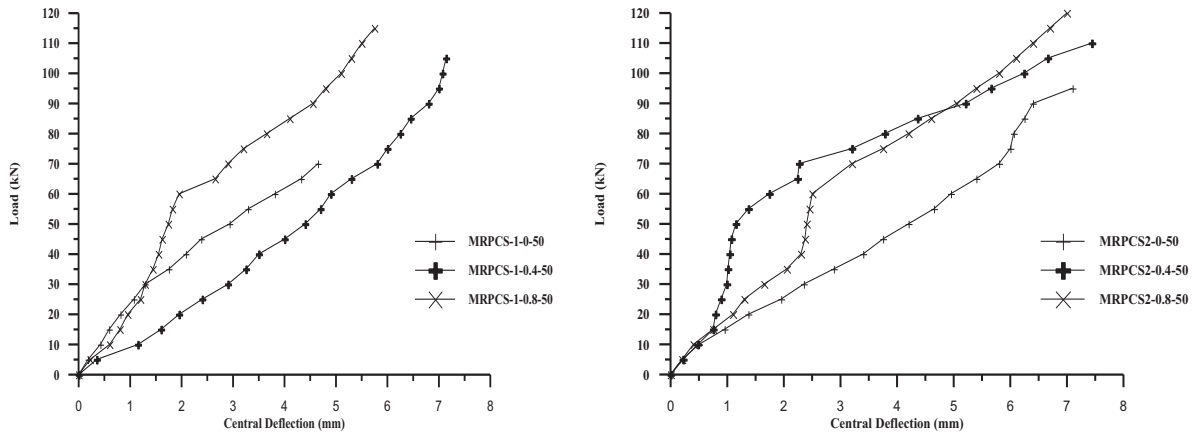 120
110
100
90
80
70
60
50
40
30
20
10
0
Load (kN)
0 1 2 3 4 5 6 7 8
Central Deflection (mm)
MRPCS-1-0-50
MRPCS-1-0.4-50
MRPCS-1-0.8-50
120
110
100
90
80
70
60
50
40
30
20
10
0
Load (kN)
0 1 2 3 4 5 6 7 8
Central Deflection (mm)
MRPCS2-0-50
MRPCS2-0.4-50
MRPCS2-0.8-50